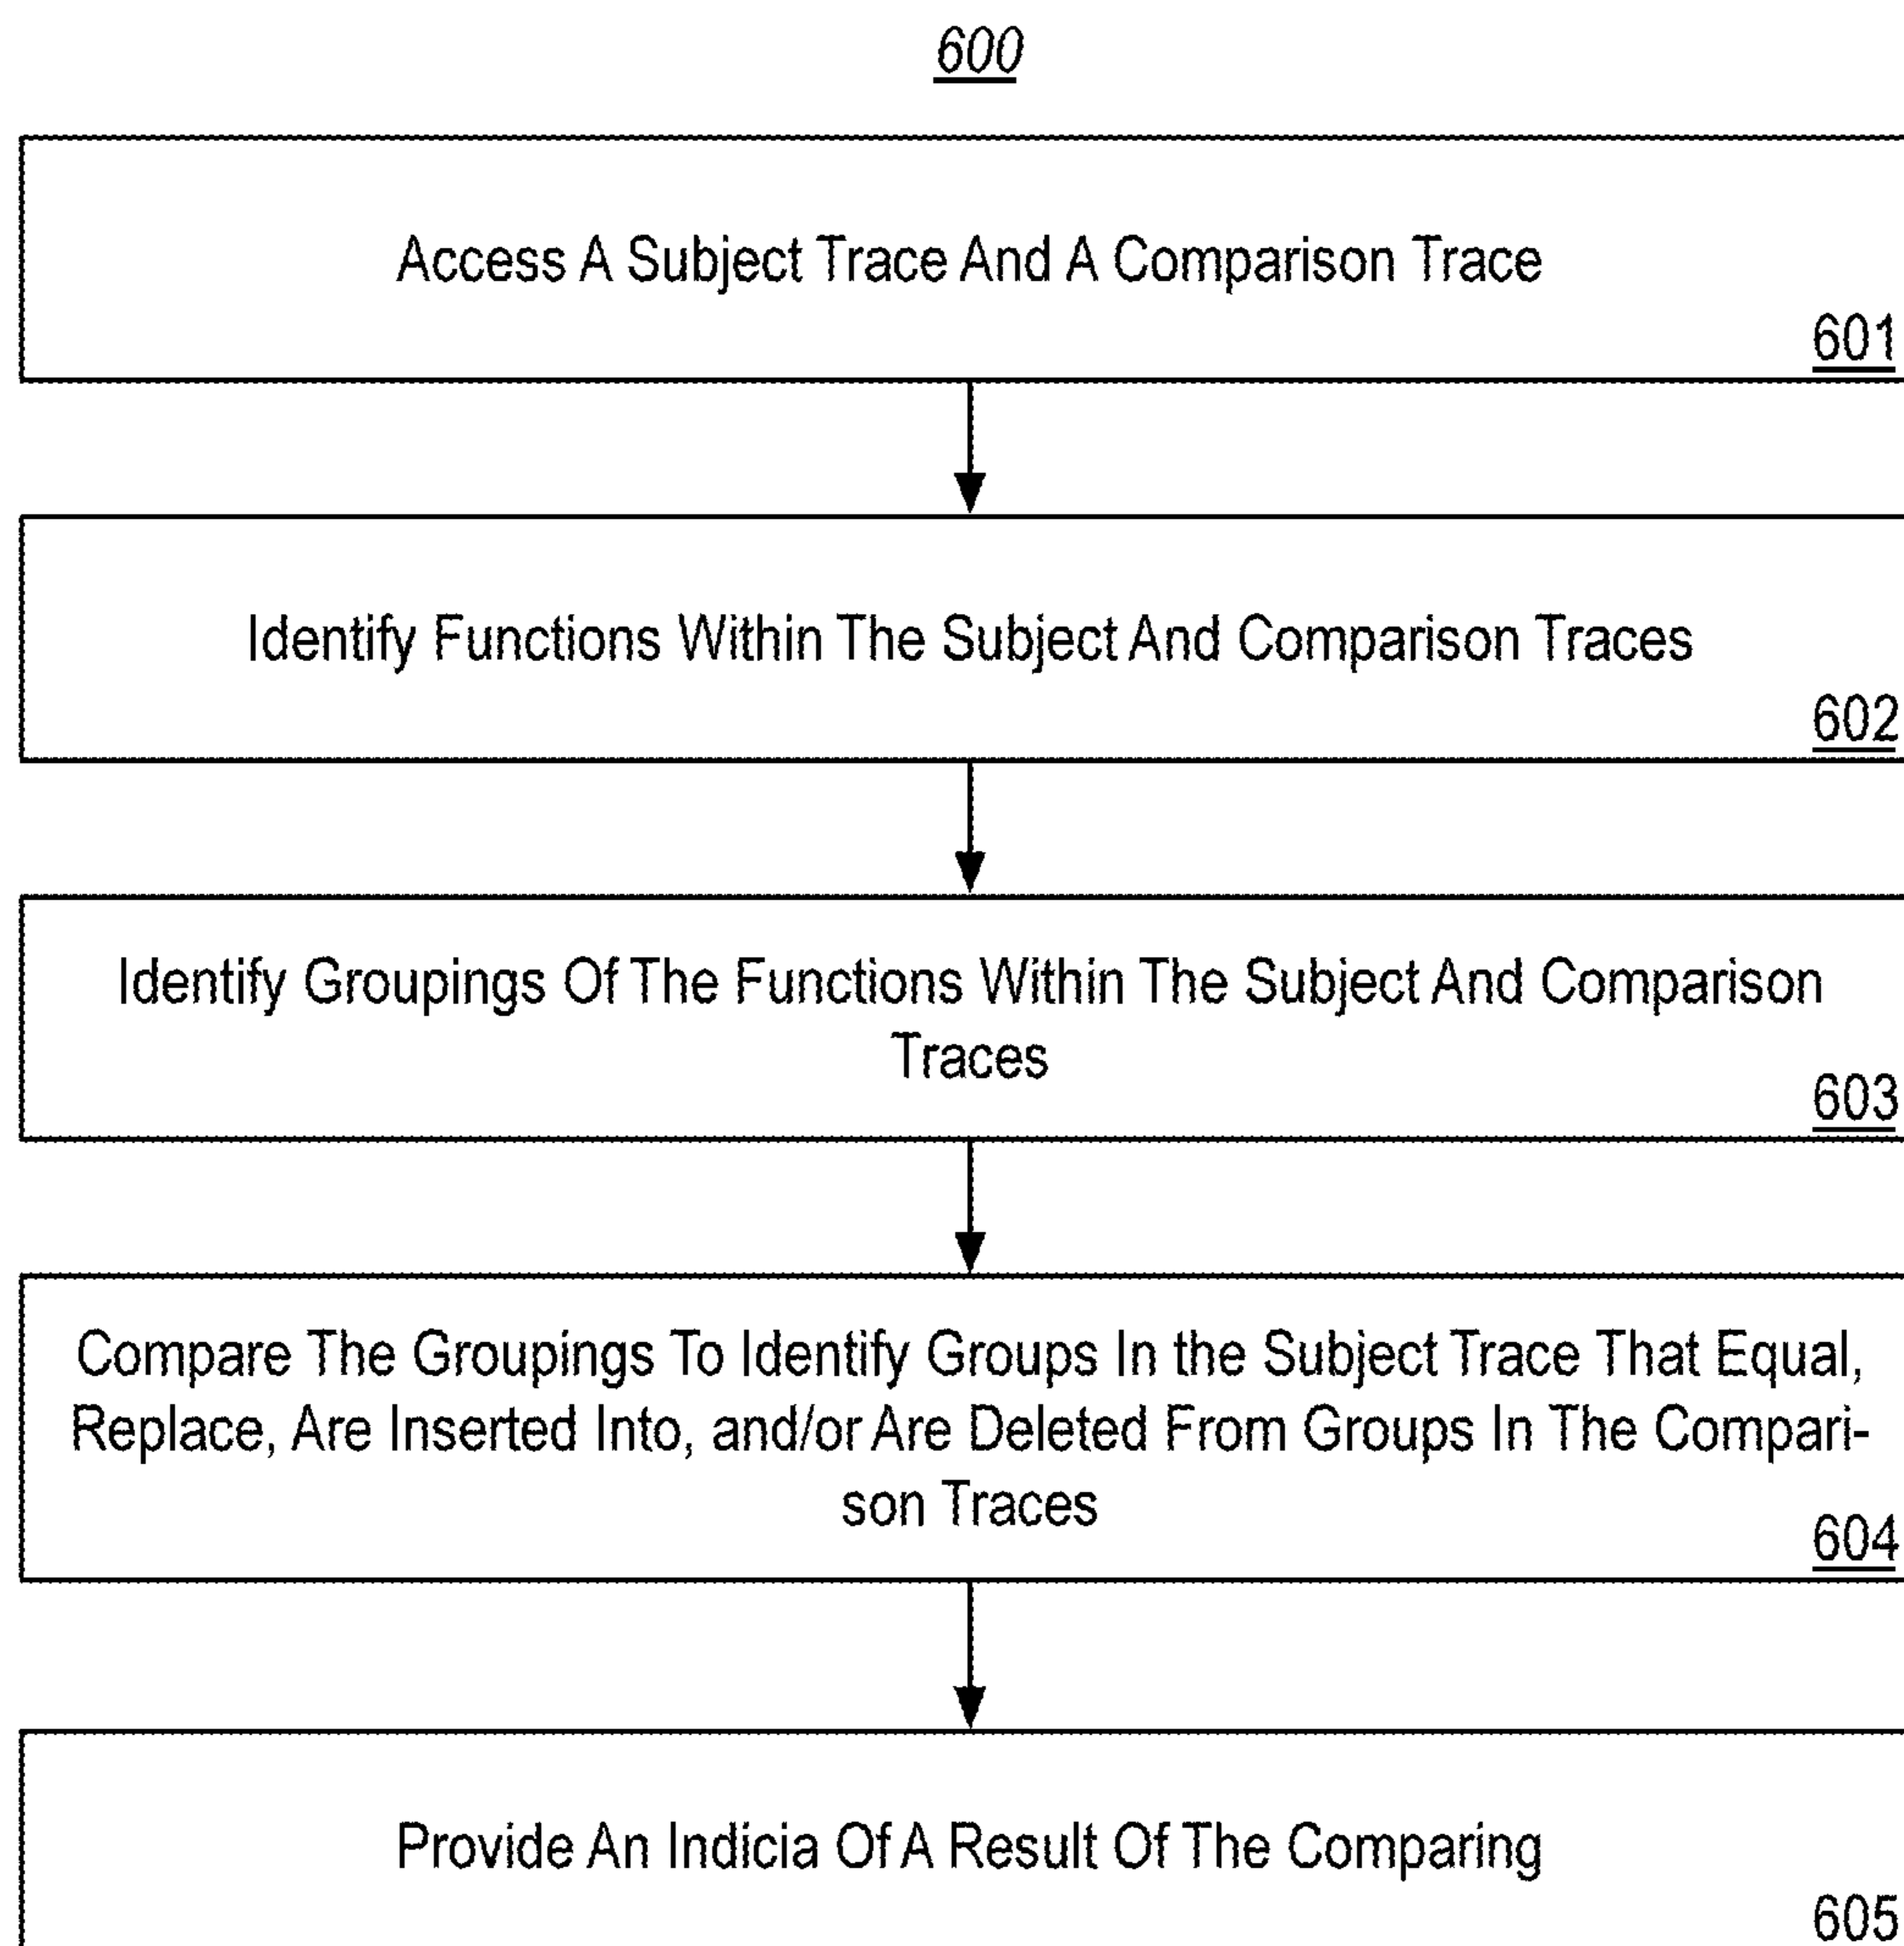 600
Access A Subject Trace And A Comparison Trace
601
Identify Functions Within The Subject And Comparison Traces
602
Identify Groupings Of The Functions Within The Subject And Comparison
Traces
603
Compare The Groupings To Identify Groups In the Subject Trace That Equal,
Replace, Are Inserted Into, and/or Are Deleted From Groups In The Compari-
son Traces
604
Provide An Indicia Of A Result Of The Comparing
605